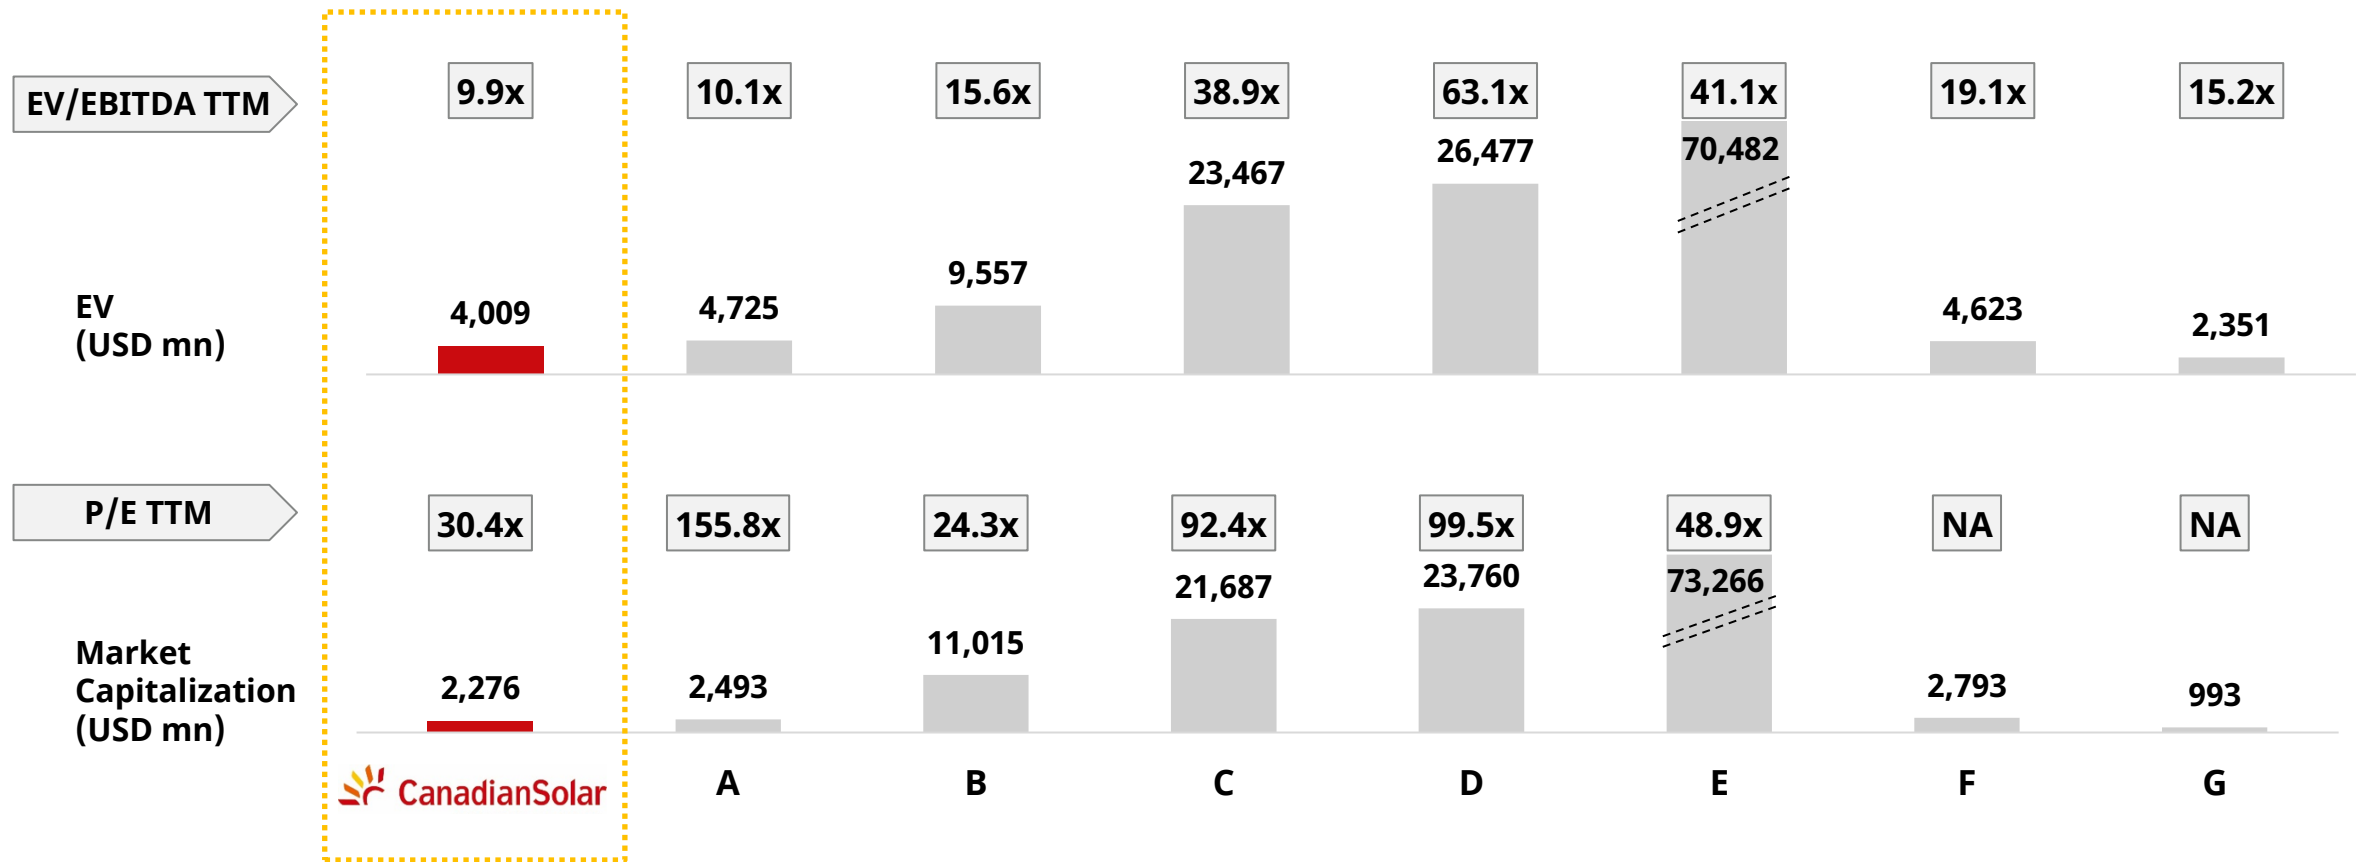 EV/EBITDA TTM
9.9x
10.1x
15.6x
38.9x
63.1x
41.1x
19.1x
15.2x
EV
(USD mn)
4,009
4,725
9,557
23,467
26,477
70,482
4,623
2,351
P/E TTM
30.4x
155.8x
24.3x
92.4x
99.5x
48.9x
NA
NA
Market
Capitalization
(USD mn)
2,276
2,493
11,015
21,687
23,760
73,266
2,793
993
CanadianSolar
A
B
C
D
E
F
G